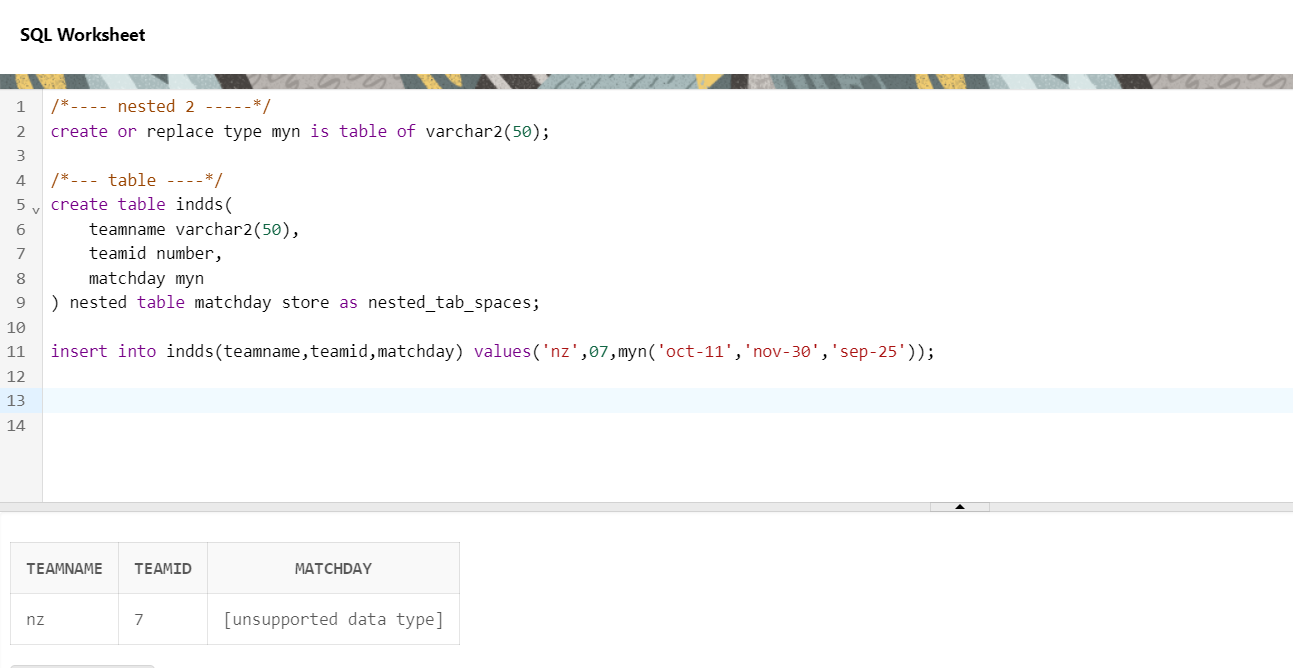 SQL Worksheet
1 /*---- nested 2 -----*/
2 create or replace type myn is table of varchar2(50);
3
4 /*--- table ----*/
5 create table indds(
6 teamname varchar2(50),
7 teamid number,
8 matchday myn
9 ) nested table matchday store as nested_tab_spaces;
10
11 insert into indds(teamname,teamid,matchday) values('nz',07,myn('oct-11','nov-30','sep-25'));
12
13
14
TEAMNAME TEAMID MATCHDAY
nz 7 [unsupported data type]